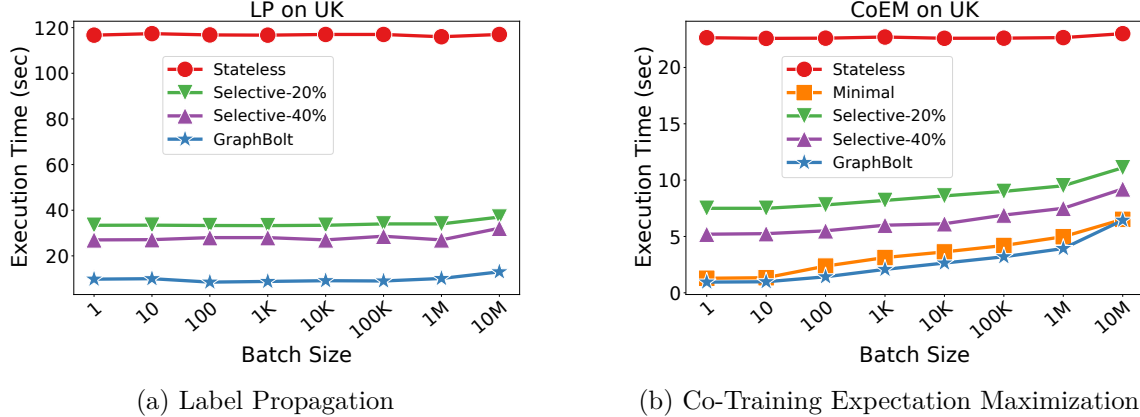 LP on UK
120
100
80
60
40
20
Execution Time (sec)
Stateless
Selective-20%
Selective-40%
GraphBolt
1
10
100
1K
10K
100K
1M
10M
Batch Size
(a) Label Propagation
CoEM on UK
20
15
10
5
0
Execution Time (sec)
Stateless
Minimal
Selective-20%
Selective-40%
GraphBolt
1
10
100
1K
10K
100K
1M
10M
Batch Size
(b) Co-Training Expectation Maximization